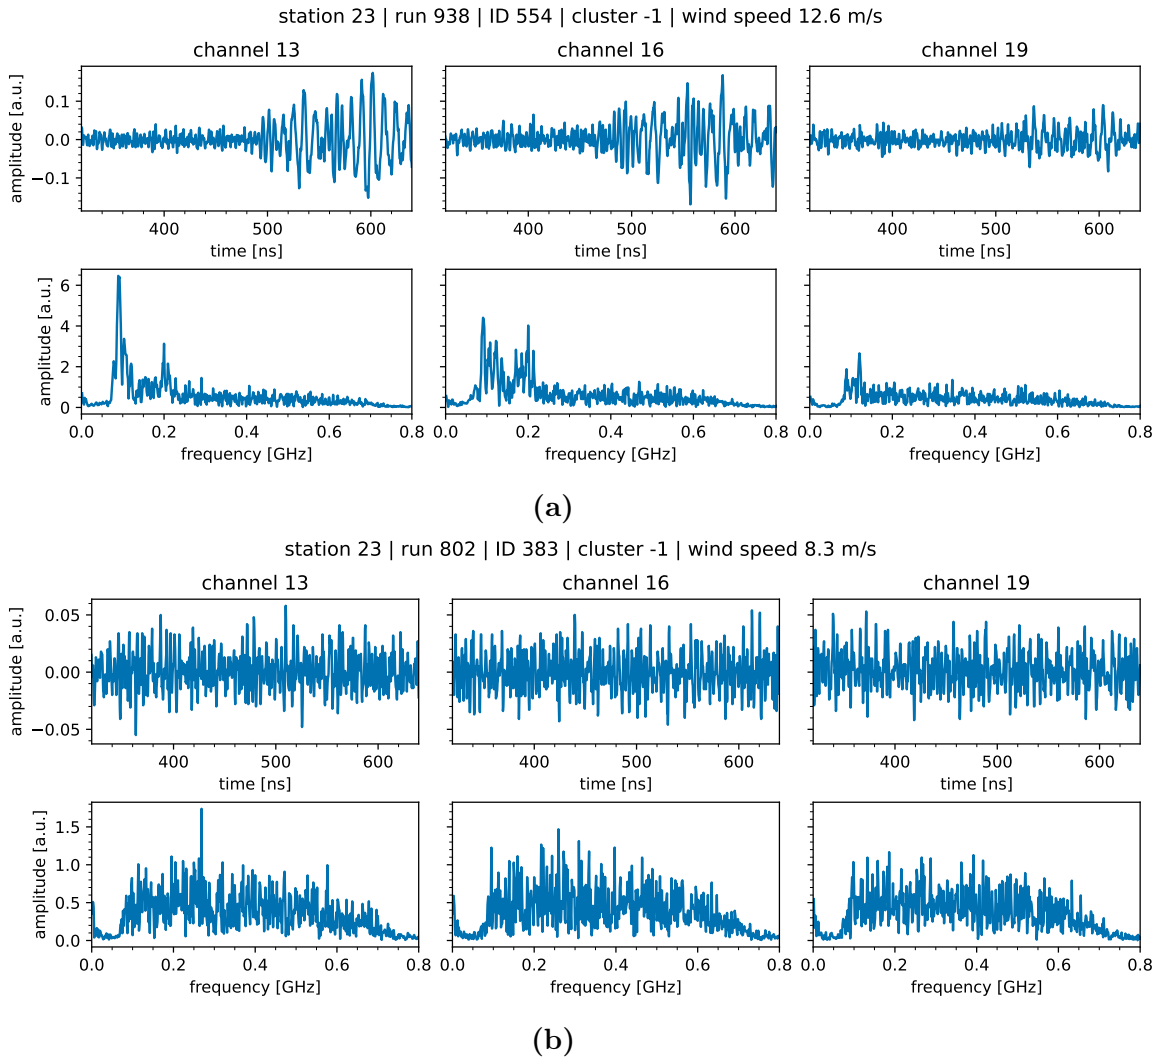 station 23 | run 938 | ID 554 | cluster -1 | wind speed 12.6 m/s
channel 13 channel 16 channel 19
amplitude [a.u.]
0.1
0.0
−0.1
400 500 600 400 500 600 400 500 600
time [ns] time [ns] time [ns]
amplitude [a.u.]
6
4
2
0
0.0 0.2 0.4 0.6 0.8 0.0 0.2 0.4 0.6 0.8 0.0 0.2 0.4 0.6 0.8
frequency [GHz] frequency [GHz] frequency [GHz]
(a)
station 23 | run 802 | ID 383 | cluster -1 | wind speed 8.3 m/s
channel 13 channel 16 channel 19
amplitude [a.u.]
0.05
0.00
−0.05
400 500 600 400 500 600 400 500 600
time [ns] time [ns] time [ns]
amplitude [a.u.]
1.5
1.0
0.5
0.0
0.0 0.2 0.4 0.6 0.8 0.0 0.2 0.4 0.6 0.8 0.0 0.2 0.4 0.6 0.8
frequency [GHz] frequency [GHz] frequency [GHz]
(b)